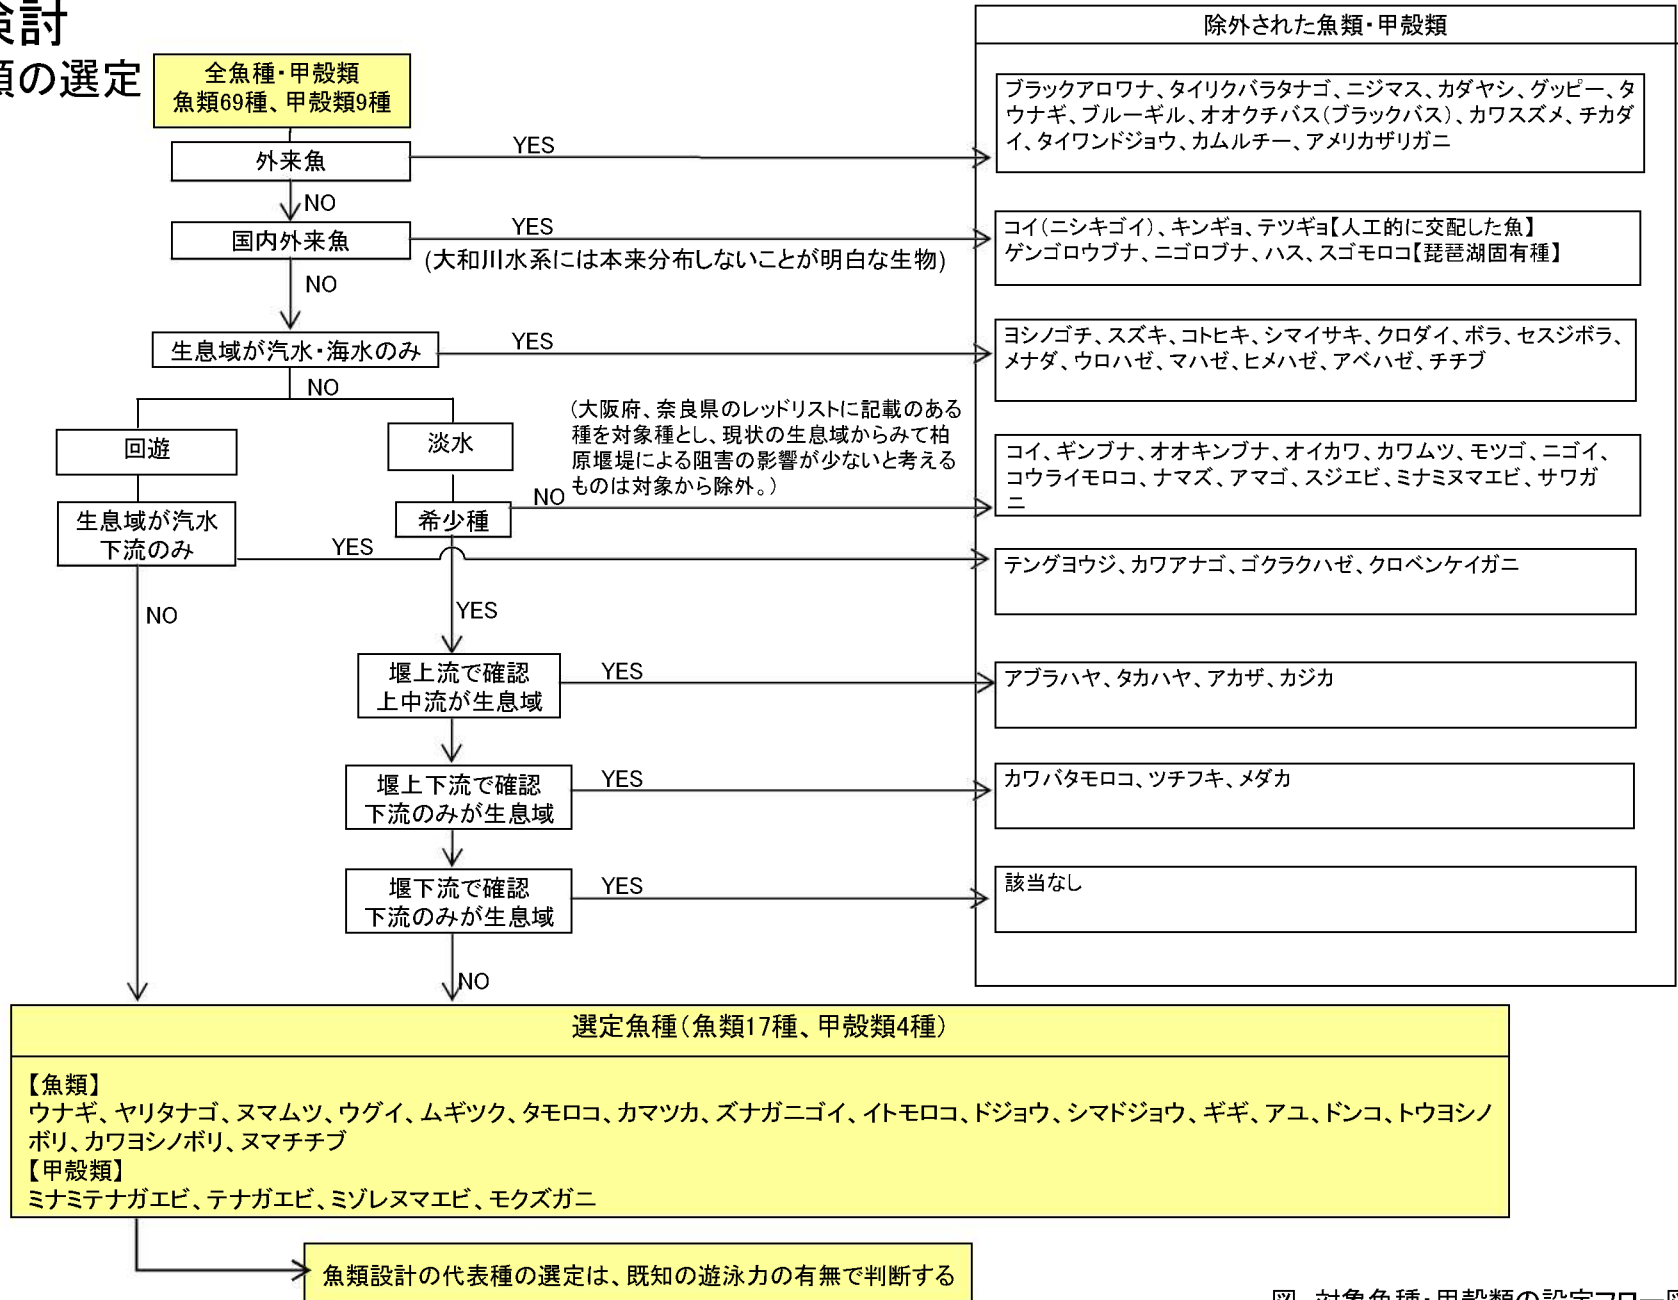 検討
類の選定
全魚種・甲殻類
魚類69種、甲殻類9種
外来魚
YES
NO
国内外来魚
YES
(大和川水系には本来分布しないことが明白な生物)
NO
生息域が汽水・海水のみ
YES
NO
回遊
淡水
(大阪府、奈良県のレッドリストに記載のある
種を対象種とし、現状の生息域からみて柏
原堰堤による阻害の影響が少ないと考える
ものは対象から除外。)
生息域が汽水
下流のみ
希少種
NO
YES
NO
YES
堰上流で確認
上中流が生息域
YES
堰上下流で確認
下流のみが生息域
YES
堰下流で確認
下流のみが生息域
YES
NO
除外された魚類・甲殻類
ブラックアロワナ、タイリクバラタナゴ、ニジマス、カダヤシ、グッピー、タ
ウナギ、ブルーギル、オオクチバス(ブラックバス)、カワスズメ、チカダ
イ、タイワンドジョウ、カムルチー、アメリカザリガニ
コイ(ニシキゴイ)、キンギョ、テツギョ【人工的に交配した魚】
ゲンゴロウブナ、ニゴロブナ、ハス、スゴモロコ【琵琶湖固有種】
ヨシノゴチ、スズキ、コトヒキ、シマイサキ、クロダイ、ボラ、セスジボラ、
メナダ、ウロハゼ、マハゼ、ヒメハゼ、アベハゼ、チチブ
コイ、ギンブナ、オオキンブナ、オイカワ、カワムツ、モツゴ、ニゴイ、
コウライモロコ、ナマズ、アマゴ、スジエビ、ミナミヌマエビ、サワガ
ニ
テングヨウジ、カワアナゴ、ゴクラクハゼ、クロベンケイガニ
アブラハヤ、タカハヤ、アカザ、カジカ
カワバタモロコ、ツチフキ、メダカ
該当なし
選定魚種(魚類17種、甲殻類4種)
【魚類】
ウナギ、ヤリタナゴ、ヌマムツ、ウグイ、ムギツク、タモロコ、カマツカ、ズナガニゴイ、イトモロコ、ドジョウ、シマドジョウ、ギギ、アユ、ドンコ、トウヨシノ
ボリ、カワヨシノボリ、ヌマチチブ
【甲殻類】
ミナミテナガエビ、テナガエビ、ミゾレヌマエビ、モクズガニ
魚類設計の代表種の選定は、既知の遊泳力の有無で判断する
図 対象魚種・甲殻類の設定フロー図